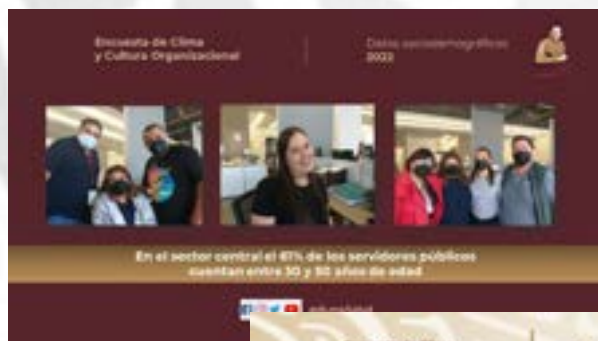 Encuesta de Clima
y Cultura Organizacional
Datos sociodemográficos
2022
En el sector central el 61% de los servidores públicos
cuentan entre 30 y 50 años de edad